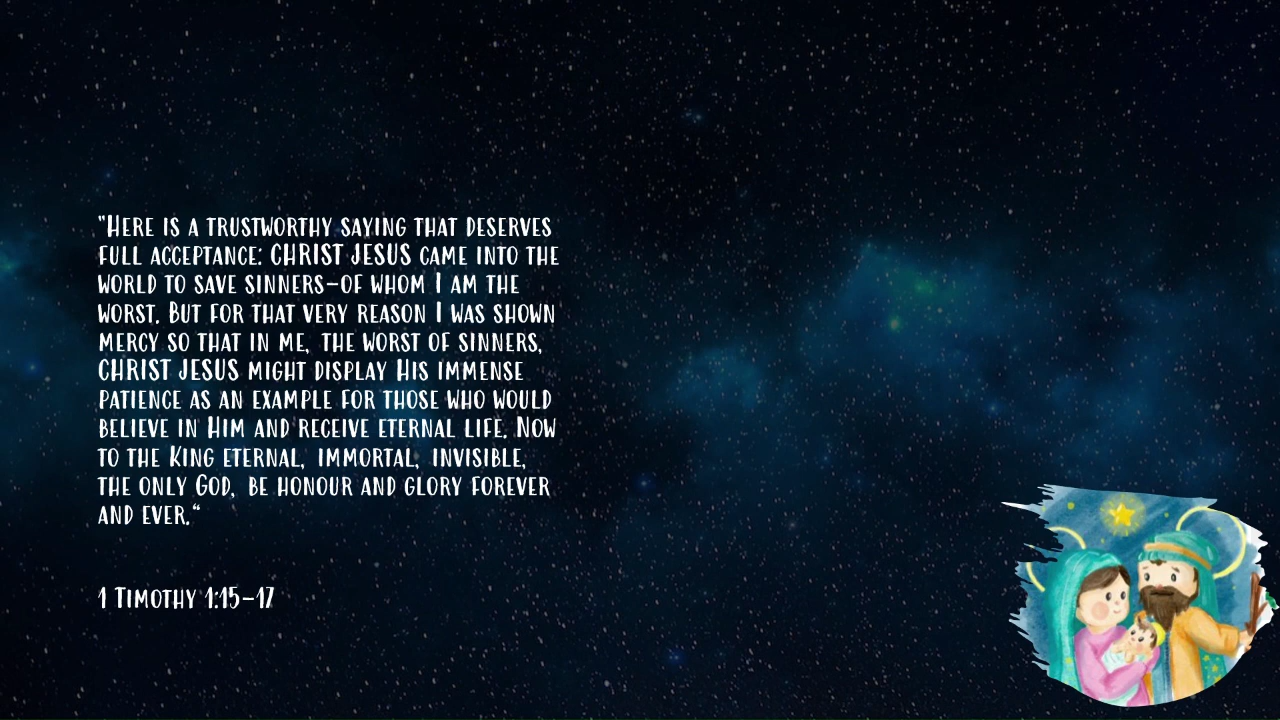 "Here is a trustworthy saying that deserves
full acceptance: CHRIST JESUS came into the
world to save sinners–of whom I am the
worst. But for that very reason I was shown
mercy so that in me, the worst of sinners,
CHRIST JESUS might display His immense
patience as an example for those who would
believe in Him and receive eternal life. Now
to the King eternal, immortal, invisible,
the only God, be honour and glory forever
and ever.“
1 Timothy 1:15–17